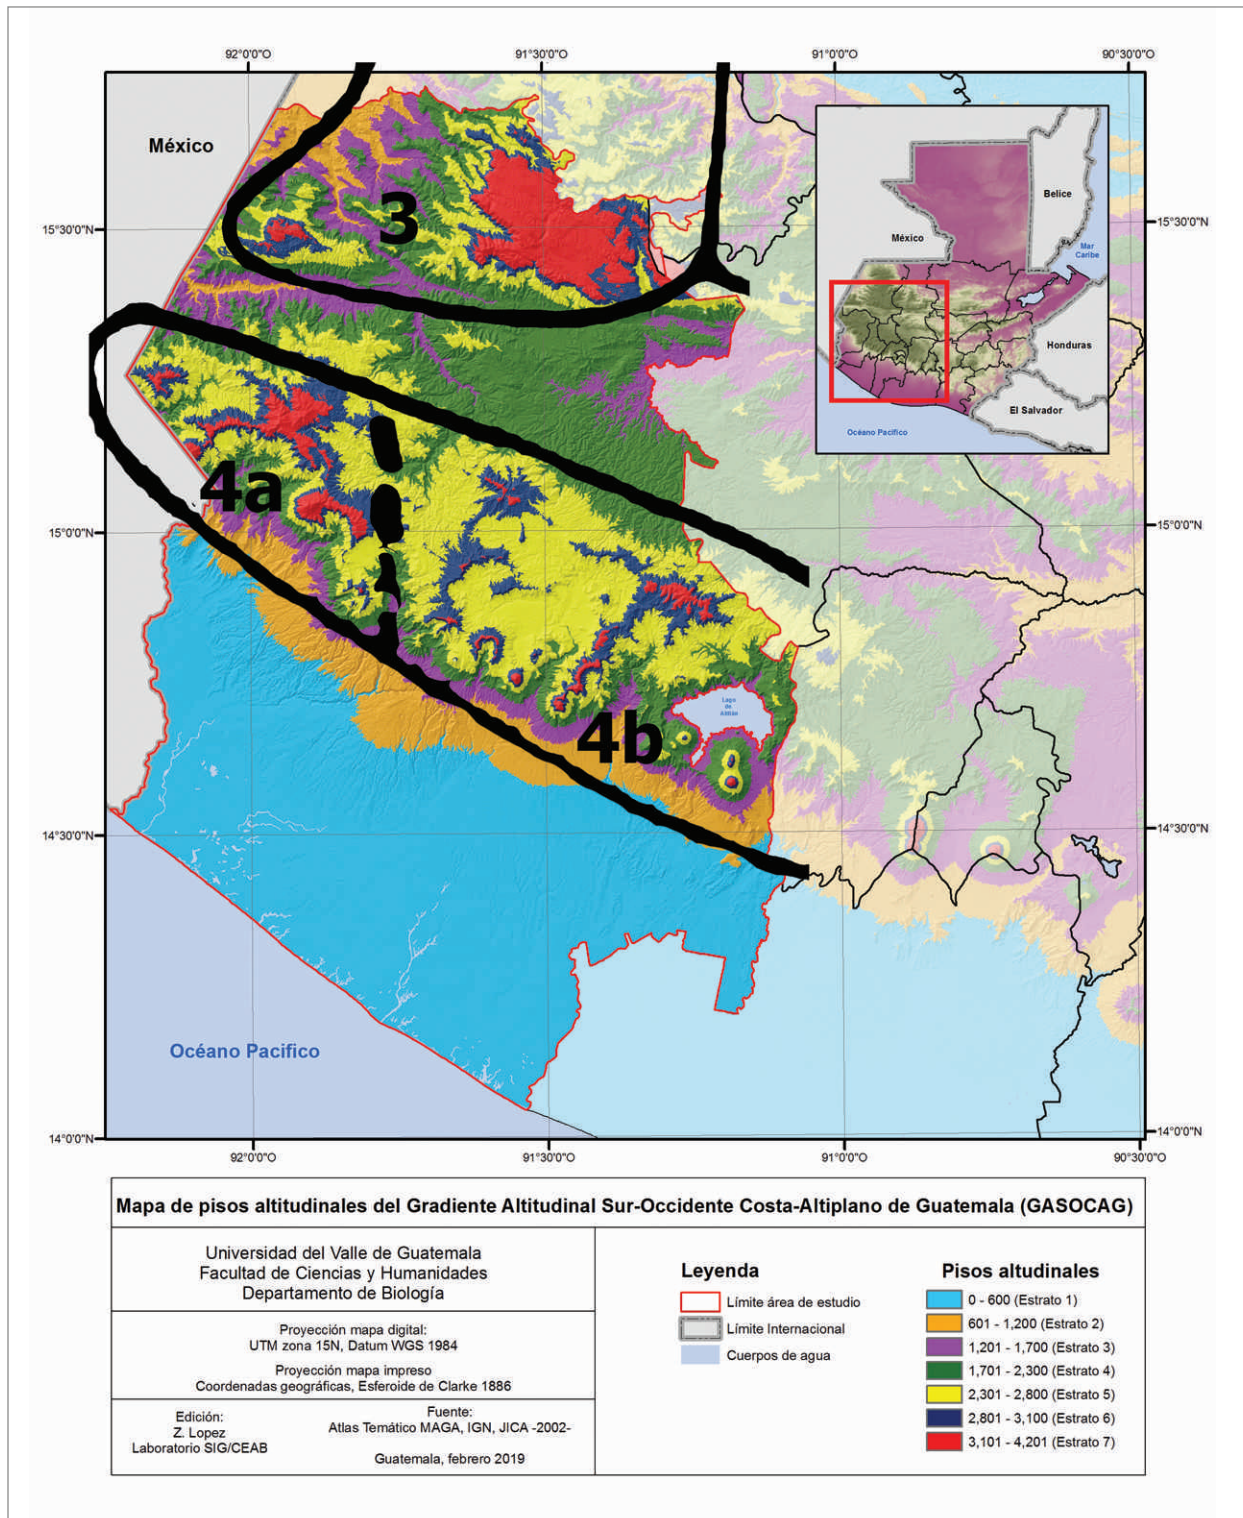 92°0'0"O
91°30'0"O
91°0'0"O
90°30'0"O
México
3
15°30'0"N
15°30'0"N
Belice
México
Mar
Caribe
Honduras
El Salvador
Océano Pacífico
4a
15°0'0"N
15°0'0"N
Lago
de
Atitlán
4b
14°30'0"N
14°30'0"N
Océano Pacifico
14°0'0"N
14°0'0"N
92°0'0"O
91°30'0"O
91°0'0"O
90°30'0"O
Mapa de pisos altitudinales del Gradiente Altitudinal Sur-Occidente Costa-Altiplano de Guatemala (GASOCAG)
Universidad del Valle de Guatemala
Facultad de Ciencias y Humanidades
Departamento de Biología
Proyección mapa digital:
UTM zona 15N, Datum WGS 1984
Proyección mapa impreso
Coordenadas geográficas, Esferoide de Clarke 1886
Edición:
Z. Lopez
Laboratorio SIG/CEAB
Fuente:
Atlas Temático MAGA, IGN, JICA -2002-
Guatemala, febrero 2019
Leyenda
Límite área de estudio
Límite Internacional
Cuerpos de agua
Pisos altudinales
0 - 600 (Estrato 1)
601 - 1,200 (Estrato 2)
1,201 - 1,700 (Estrato 3)
1,701 - 2,300 (Estrato 4)
2,301 - 2,800 (Estrato 5)
2,801 - 3,100 (Estrato 6)
3,101 - 4,201 (Estrato 7)